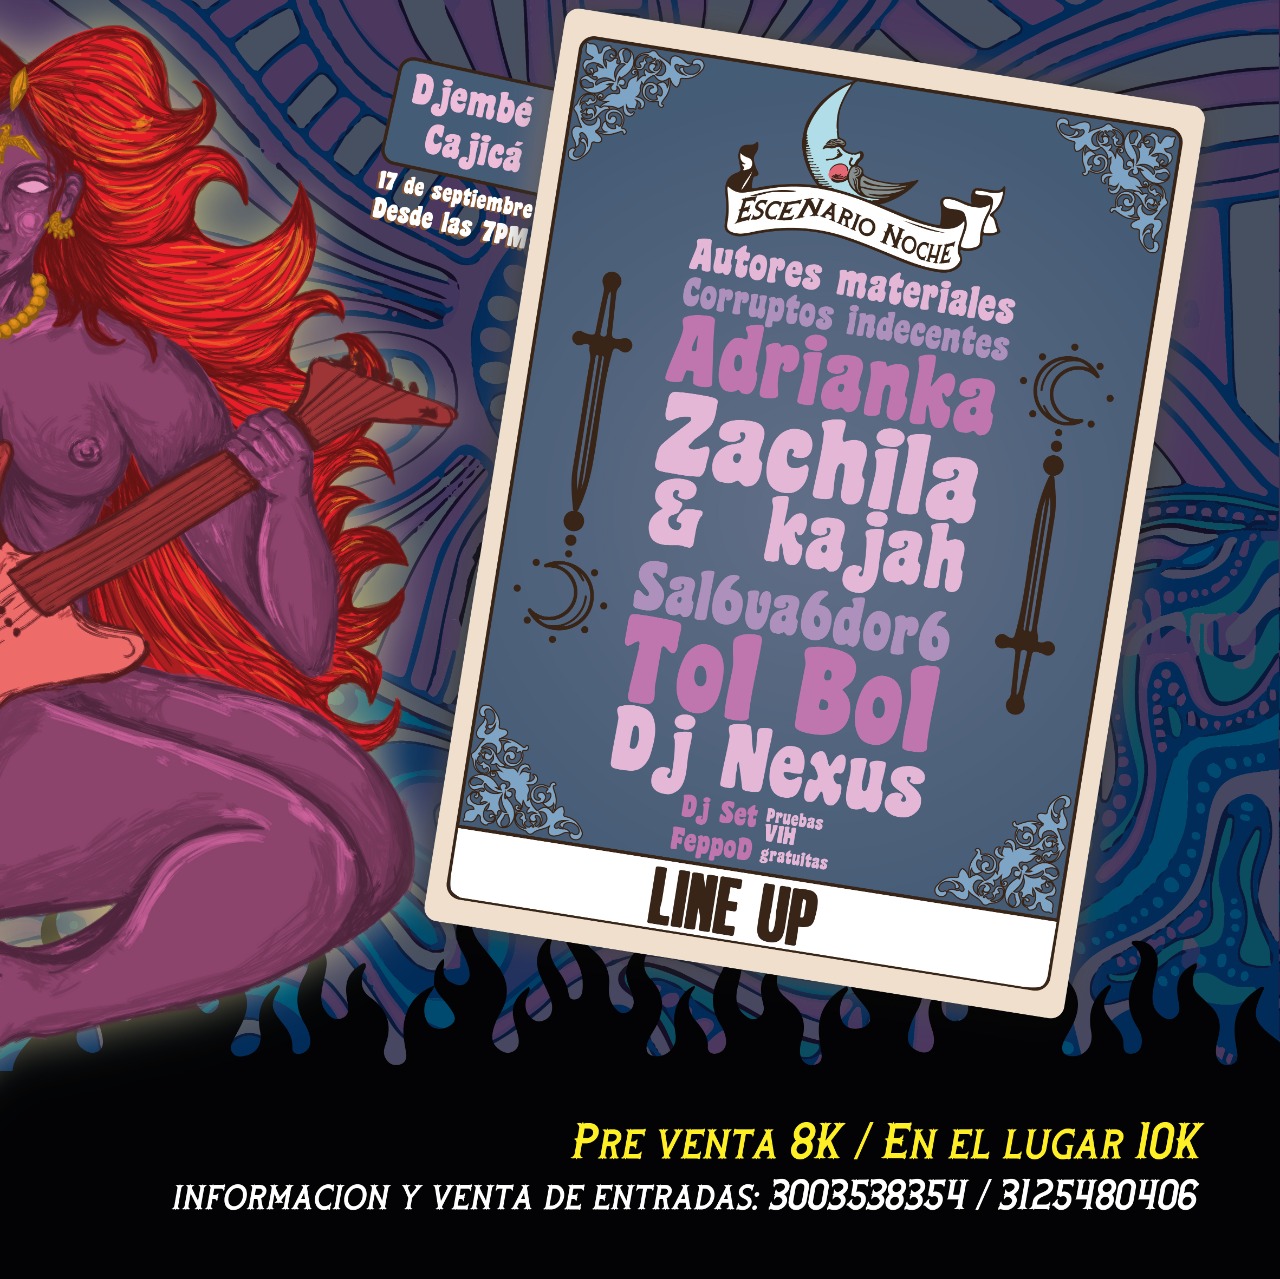 Djembé
Cajicá
17 de septiembre
Desde las 7PM
ESCENARIO NOCHE
Autores materiales
Corruptos indecentes
Adrianka
Zachila
& kajah
Sal6va6dor6
Tol Bol
Dj Nexus
Dj Set
FeppoD
Pruebas
VIH
gratuitas
LINE UP
PRE VENTA 8K / EN EL LUGAR 10K
INFORMACION Y VENTA DE ENTRADAS: 3003538354 / 3125480406